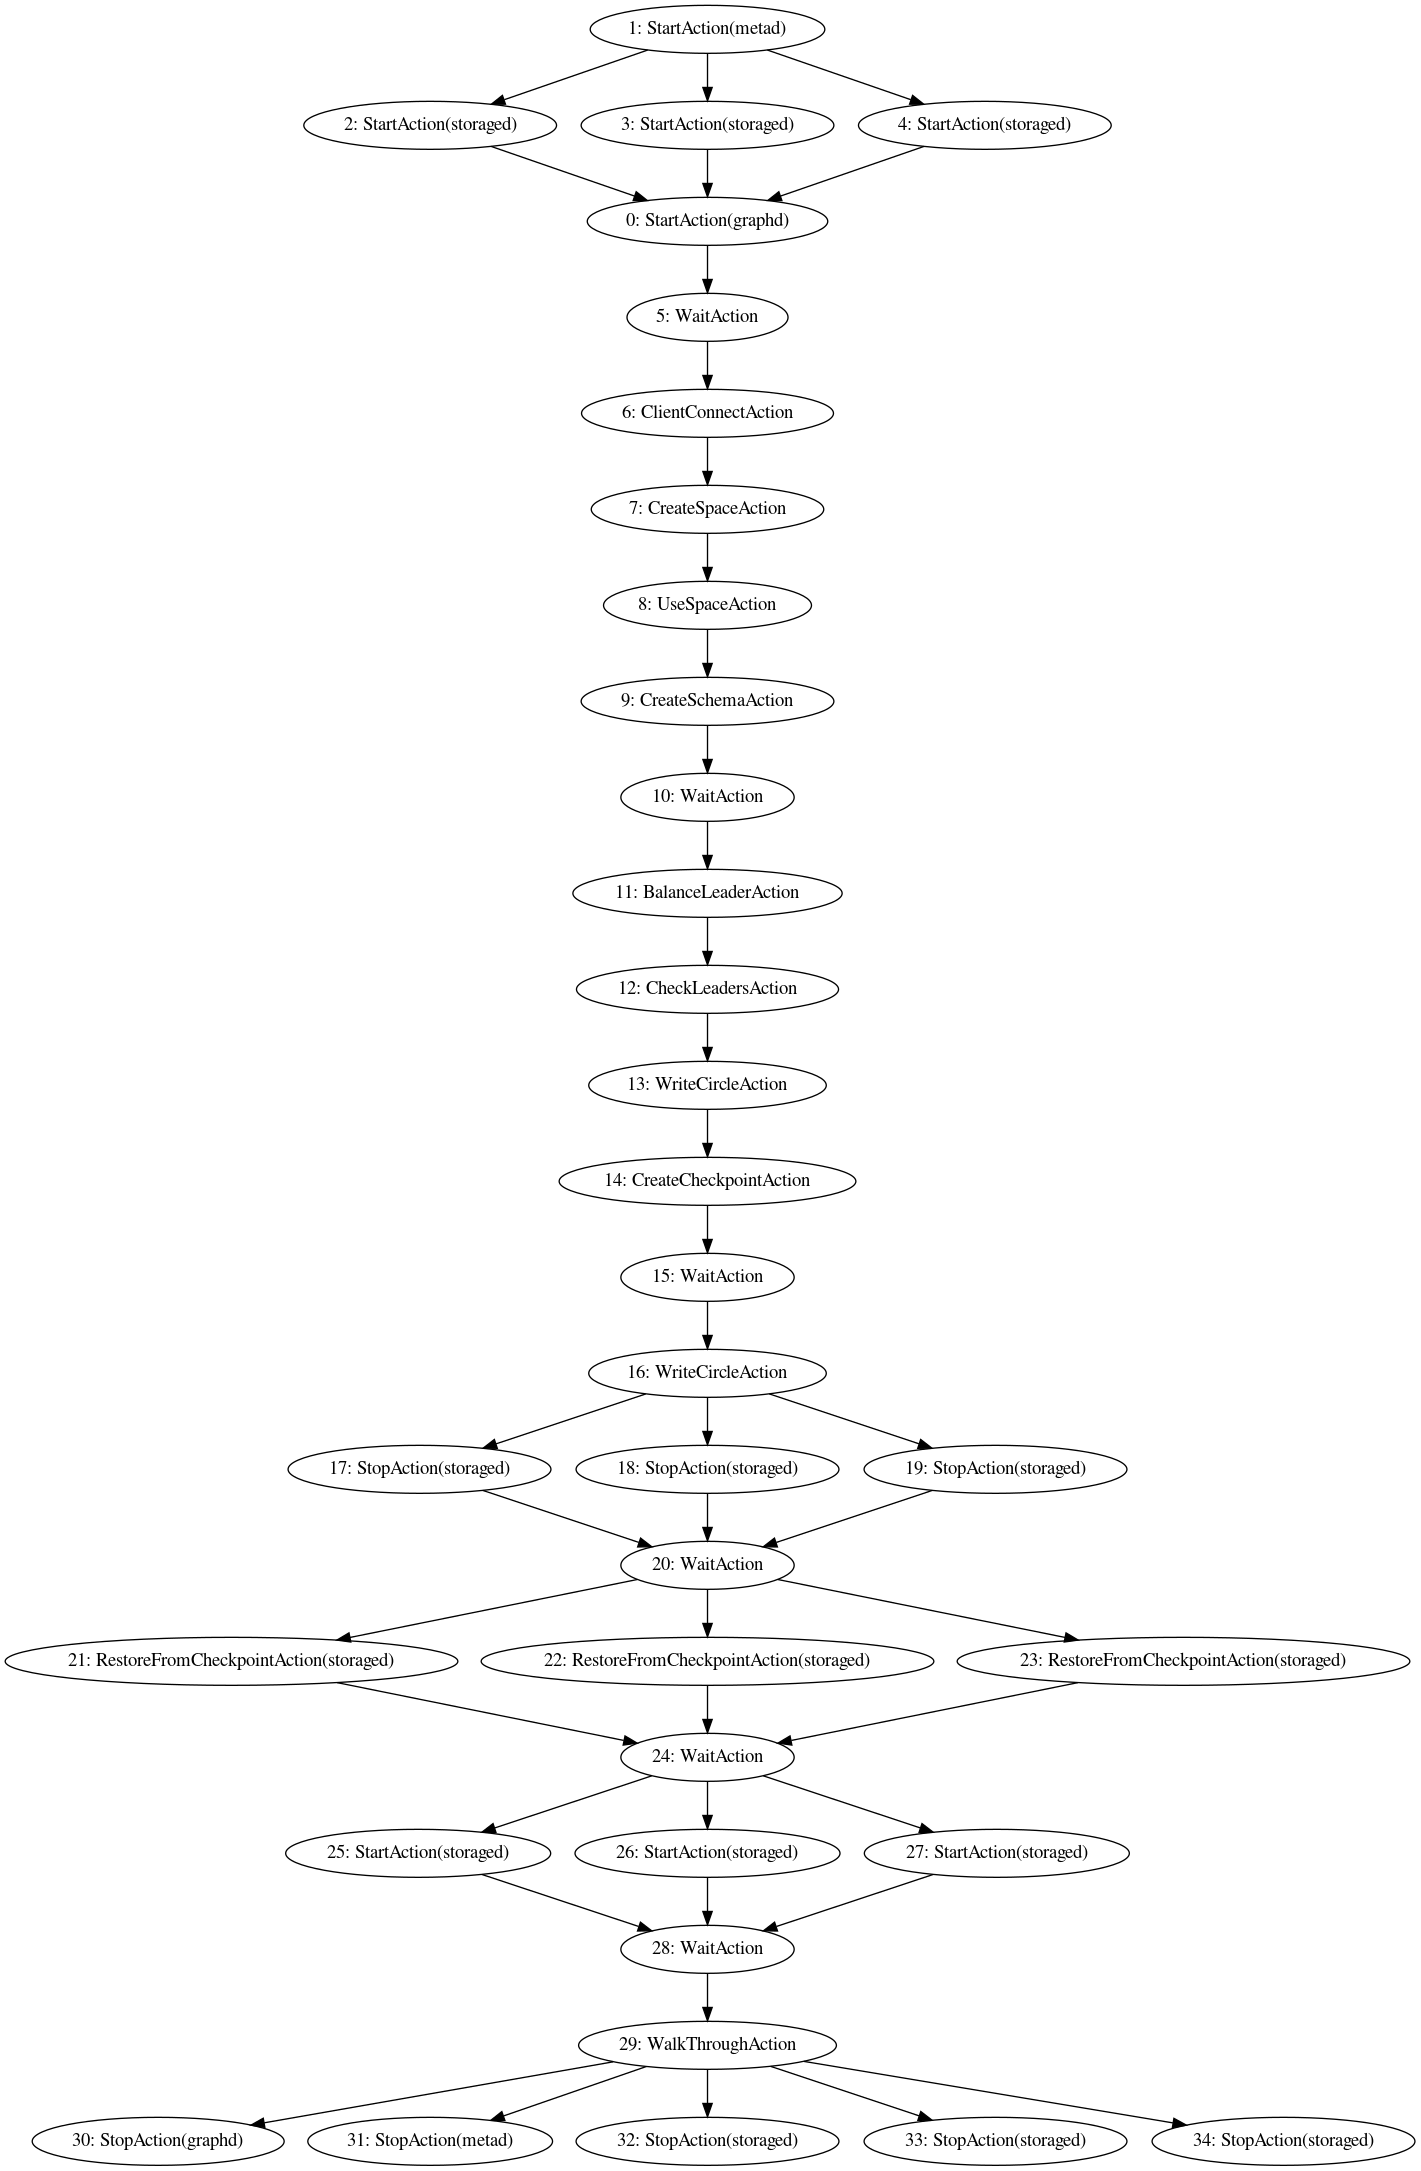 1: StartAction(metad)
2: StartAction(storaged)
3: StartAction(storaged)
4: StartAction(storaged)
0: StartAction(graphd)
5: WaitAction
6: ClientConnectAction
7: CreateSpaceAction
8: UseSpaceAction
9: CreateSchemaAction
10: WaitAction
11: BalanceLeaderAction
12: CheckLeadersAction
13: WriteCircleAction
14: CreateCheckpointAction
15: WaitAction
16: WriteCircleAction
17: StopAction(storaged)
18: StopAction(storaged)
19: StopAction(storaged)
20: WaitAction
21: RestoreFromCheckpointAction(storaged)
22: RestoreFromCheckpointAction(storaged)
23: RestoreFromCheckpointAction(storaged)
24: WaitAction
25: StartAction(storaged)
26: StartAction(storaged)
27: StartAction(storaged)
28: WaitAction
29: WalkThroughAction
30: StopAction(graphd)
31: StopAction(metad)
32: StopAction(storaged)
33: StopAction(storaged)
34: StopAction(storaged)